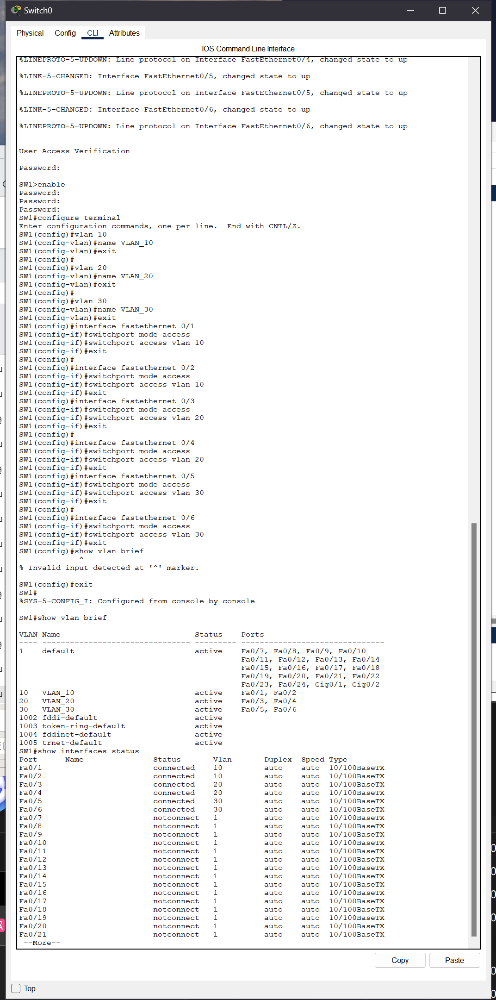 Switch0
Physical Config CLI Attributes
IOS Command Line Interface
%LINEPROTO-5-UPDOWN: Line protocol on Interface FastEthernet0/4, changed state to up
%LINK-5-CHANGED: Interface FastEthernet0/5, changed state to up
%LINEPROTO-5-UPDOWN: Line protocol on Interface FastEthernet0/5, changed state to up
%LINK-5-CHANGED: Interface FastEthernet0/6, changed state to up
%LINEPROTO-5-UPDOWN: Line protocol on Interface FastEthernet0/6, changed state to up
User Access Verification
Password:
SW1>enable
Password:
Password:
Password:
SW1#configure terminal
Enter configuration commands, one per line.  End with CNTL/Z.
SW1(config)#vlan 10
SW1(config-vlan)#name VLAN_10
SW1(config-vlan)#exit
SW1(config)#
SW1(config)#vlan 20
SW1(config-vlan)#name VLAN_20
SW1(config-vlan)#exit
SW1(config)#
SW1(config)#vlan 30
SW1(config-vlan)#name VLAN_30
SW1(config-vlan)#exit
SW1(config)#interface fastethernet 0/1
SW1(config-if)#switchport mode access
SW1(config-if)#switchport access vlan 10
SW1(config-if)#exit
SW1(config)#
SW1(config)#interface fastethernet 0/2
SW1(config-if)#switchport mode access
SW1(config-if)#switchport access vlan 10
SW1(config-if)#exit
SW1(config)#interface fastethernet 0/3
SW1(config-if)#switchport mode access
SW1(config-if)#switchport access vlan 20
SW1(config-if)#exit
SW1(config)#
SW1(config)#interface fastethernet 0/4
SW1(config-if)#switchport mode access
SW1(config-if)#switchport access vlan 20
SW1(config-if)#exit
SW1(config)#interface fastethernet 0/5
SW1(config-if)#switchport mode access
SW1(config-if)#switchport access vlan 30
SW1(config-if)#exit
SW1(config)#
SW1(config)#interface fastethernet 0/6
SW1(config-if)#switchport mode access
SW1(config-if)#switchport access vlan 30
SW1(config-if)#exit
SW1(config)#show vlan brief
^
% Invalid input detected at '^' marker.
SW1(config)#exit
SW1#
%SYS-5-CONFIG_I: Configured from console by console
SW1#show vlan brief
VLAN Name                             Status    Ports
---- -------------------------------- --------- -------------------------------
1    default                          active    Fa0/7, Fa0/8, Fa0/9, Fa0/10
Fa0/11, Fa0/12, Fa0/13, Fa0/14
Fa0/15, Fa0/16, Fa0/17, Fa0/18
Fa0/19, Fa0/20, Fa0/21, Fa0/22
Fa0/23, Fa0/24, Gig0/1, Gig0/2
10   VLAN_10                          active    Fa0/1, Fa0/2
20   VLAN_20                          active    Fa0/3, Fa0/4
30   VLAN_30                          active    Fa0/5, Fa0/6
1002 fddi-default                     active
1003 token-ring-default               active
1004 fddinet-default                  active
1005 trnet-default                    active
SW1#show interfaces status
Port      Name               Status       Vlan       Duplex  Speed Type
Fa0/1                        connected    10         auto    auto  10/100BaseTX
Fa0/2                        connected    10         auto    auto  10/100BaseTX
Fa0/3                        connected    20         auto    auto  10/100BaseTX
Fa0/4                        connected    20         auto    auto  10/100BaseTX
Fa0/5                        connected    30         auto    auto  10/100BaseTX
Fa0/6                        connected    30         auto    auto  10/100BaseTX
Fa0/7                        notconnect   1          auto    auto  10/100BaseTX
Fa0/8                        notconnect   1          auto    auto  10/100BaseTX
Fa0/9                        notconnect   1          auto    auto  10/100BaseTX
Fa0/10                       notconnect   1          auto    auto  10/100BaseTX
Fa0/11                       notconnect   1          auto    auto  10/100BaseTX
Fa0/12                       notconnect   1          auto    auto  10/100BaseTX
Fa0/13                       notconnect   1          auto    auto  10/100BaseTX
Fa0/14                       notconnect   1          auto    auto  10/100BaseTX
Fa0/15                       notconnect   1          auto    auto  10/100BaseTX
Fa0/16                       notconnect   1          auto    auto  10/100BaseTX
Fa0/17                       notconnect   1          auto    auto  10/100BaseTX
Fa0/18                       notconnect   1          auto    auto  10/100BaseTX
Fa0/19                       notconnect   1          auto    auto  10/100BaseTX
Fa0/20                       notconnect   1          auto    auto  10/100BaseTX
Fa0/21                       notconnect   1          auto    auto  10/100BaseTX
--More--
Copy Paste
Top